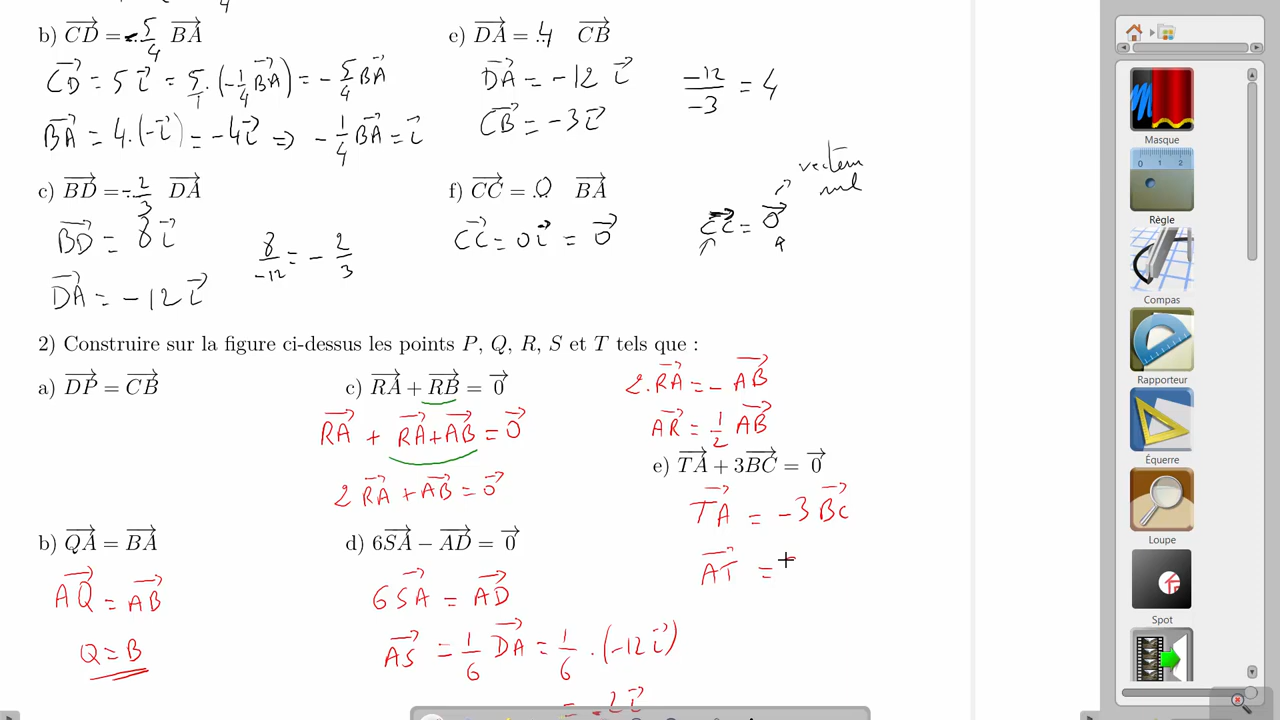 b) CD⃗ = -5/4 BA⃗
CD⃗ = 5 i⃗ = 5/1 . (-1/4 BA⃗) = - 5/4 BA⃗
BA⃗ = 4.(-i⃗) = -4i⃗ => - 1/4 BA⃗ = i⃗
c) BD⃗ = -2/3 DA⃗
BD⃗ = 8 i⃗
8/-12 = - 2/3
DA⃗ = -12 i⃗
e) DA⃗ = 4 CB⃗
DA⃗ = -12 i⃗
CB⃗ = -3 i⃗
-12/-3 = 4
f) CC⃗ = 0 BA⃗
CC⃗ = 0i⃗ = 0⃗
CC⃗ = 0⃗
vecteur
nul
2) Construire sur la figure ci-dessus les points P, Q, R, S et T tels que :
a) DP⃗ = CB⃗
b) QA⃗ = BA⃗
AQ⃗ = AB⃗
Q = B
c) RA⃗ + RB⃗ = 0⃗
RA⃗ + RA⃗ + AB⃗ = 0⃗
2 RA⃗ + AB⃗ = 0⃗
2. RA⃗ = - AB⃗
AR⃗ = 1/2 AB⃗
d) 6SA⃗ − AD⃗ = 0⃗
6 SA⃗ = AD⃗
AS⃗ = 1/6 DA⃗ = 1/6 . (-12 i⃗)
= -2 i⃗
e) TA⃗ + 3BC⃗ = 0⃗
TA⃗ = -3 BC⃗
AT⃗ =
Masque
0 1 2
Règle
Compas
Rapporteur
Équerre
Loupe
Spot